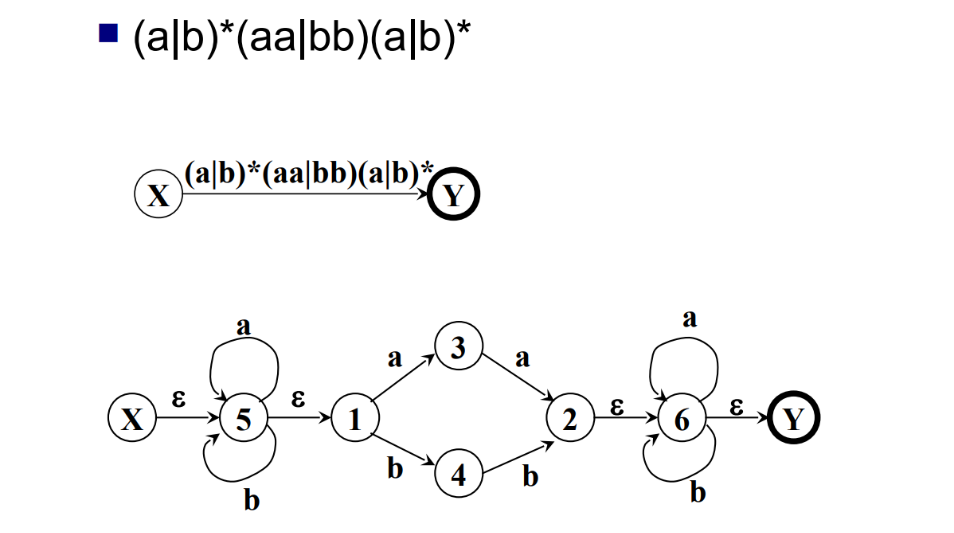 (a|b)*(aa|bb)(a|b)*
(a|b)*(aa|bb)(a|b)*
X Y
a a
3
a a
X ε 5 ε 1 2 ε 6 ε Y
b 4 b
b b